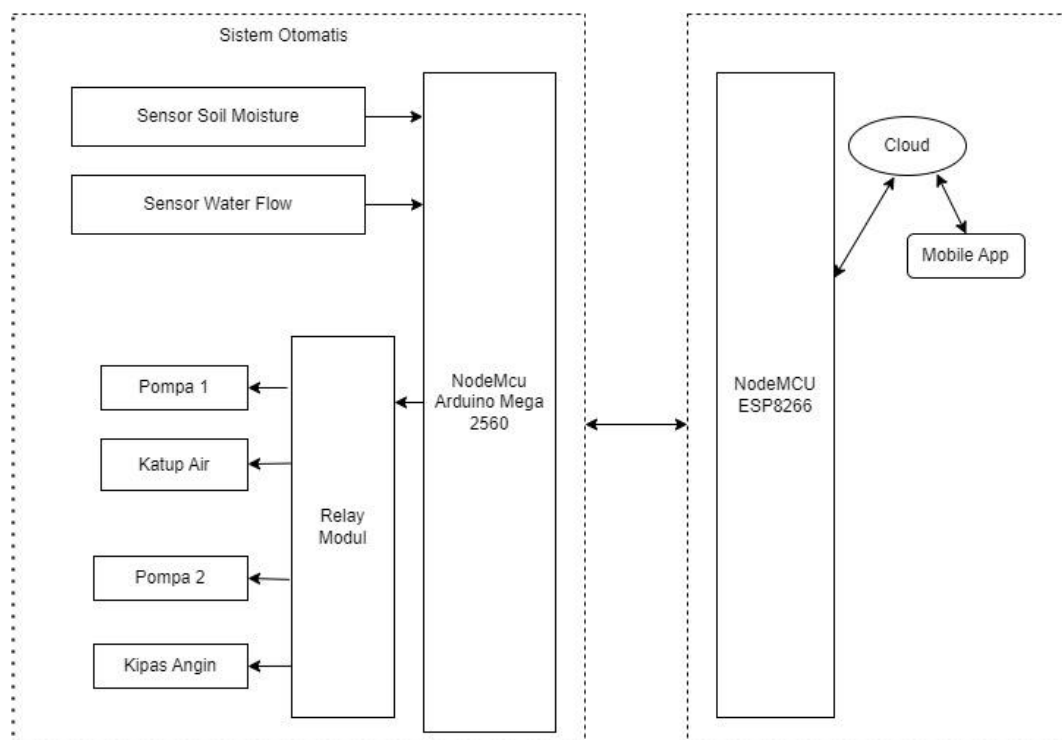 Sistem Otomatis
Sensor Soil Moisture
Sensor Water Flow
Pompa 1
Katup Air
Pompa 2
Kipas Angin
Relay
Modul
NodeMcu
Arduino Mega
2560
NodeMCU
ESP8266
Cloud
Mobile App